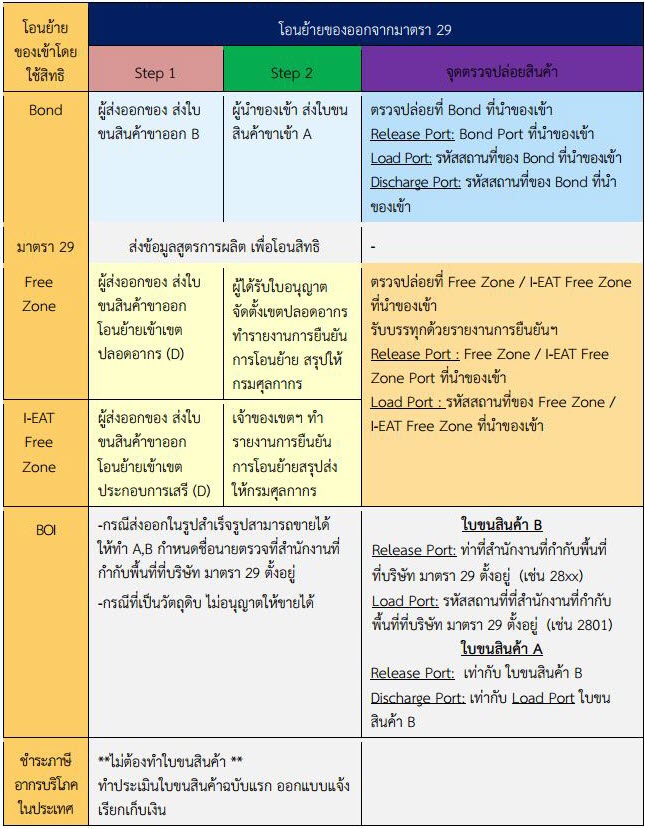 โอนย้าย
ของเข้าโดย
ใช้สิทธิ
โอนย้ายของออกจากมาตรา 29
Step 1
Step 2
จุดตรวจปล่อยสินค้า
Bond
ผู้ส่งออกของ ส่งใบ
ขนสินค้าขาออก B
ผู้นำของเข้า ส่งใบขน
สินค้าขาเข้า A
ตรวจปล่อยที่ Bond ที่นำของเข้า
Release Port: Bond Port ที่นำของเข้า
Load Port: รหัสสถานที่ของ Bond ที่นำของเข้า
Discharge Port: รหัสสถานที่ของ Bond ที่นำ
ของเข้า
มาตรา 29
ส่งข้อมูลสูตรการผลิต เพื่อโอนสิทธิ
-
Free
Zone
ผู้ส่งออกของ ส่งใบ
ขนสินค้าขาออก
โอนย้ายเข้าเขต
ปลอดอากร (D)
ผู้ได้รับใบอนุญาต
จัดตั้งเขตปลอดอากร
ทำรายงานการยืนยัน
การโอนย้าย สรุปให้
กรมศุลกากร
ตรวจปล่อยที่ Free Zone / I-EAT Free Zone
ที่นำของเข้า
รับบรรทุกด้วยรายงานการยืนยันฯ
Release Port : Free Zone / I-EAT Free
Zone Port ที่นำของเข้า
Load Port : รหัสสถานที่ของ Free Zone /
I-EAT Free Zone ที่นำของเข้า
I-EAT
Free
Zone
ผู้ส่งออกของ ส่งใบ
ขนสินค้าขาออก
โอนย้ายเข้าเขต
ประกอบการเสรี (D)
เจ้าของเขตฯ ทำ
รายงานการยืนยัน
การโอนย้ายสรุปส่ง
ให้กรมศุลกากร
BOI
-กรณีส่งออกในรูปสำเร็จรูปสามารถขายได้
ให้ทำ A,B กำหนดชื่อนายตรวจที่สำนักงานที่
กำกับพื้นที่ที่บริษัท มาตรา 29 ตั้งอยู่
-กรณีที่เป็นวัตถุดิบ ไม่อนุญาตให้ขายได้
ใบขนสินค้า B
Release Port: ท่าที่สำนักงานที่กำกับพื้นที่
ที่บริษัท มาตรา 29 ตั้งอยู่ (เช่น 28xx)
Load Port: รหัสสถานที่ที่สำนักงานที่กำกับ
พื้นที่ที่บริษัท มาตรา 29 ตั้งอยู่ (เช่น 2801)
ใบขนสินค้า A
Release Port: เท่ากับ ใบขนสินค้า B
Discharge Port: เท่ากับ Load Port ใบขน
สินค้า B
ชำระภาษี
อากรบริโภค
ในประเทศ
**ไม่ต้องทำใบขนสินค้า **
ทำประเมินใบขนสินค้าฉบับแรก ออกแบบแจ้ง
เรียกเก็บเงิน